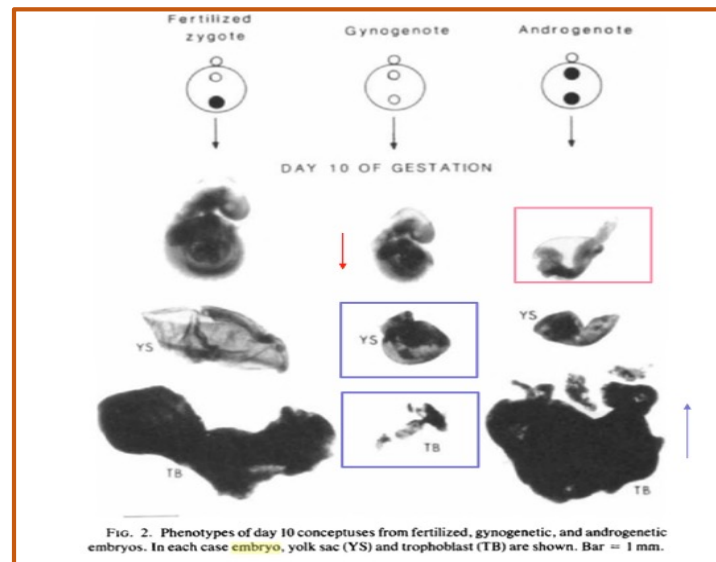 Fertilized zygote
Gynogenote
Androgenote
DAY 10 OF GESTATION
YS
YS
YS
TB
TB
TB
FIG. 2. Phenotypes of day 10 conceptuses from fertilized, gynogenetic, and androgenetic
embryos. In each case embryo, yolk sac (YS) and trophoblast (TB) are shown. Bar = 1 mm.